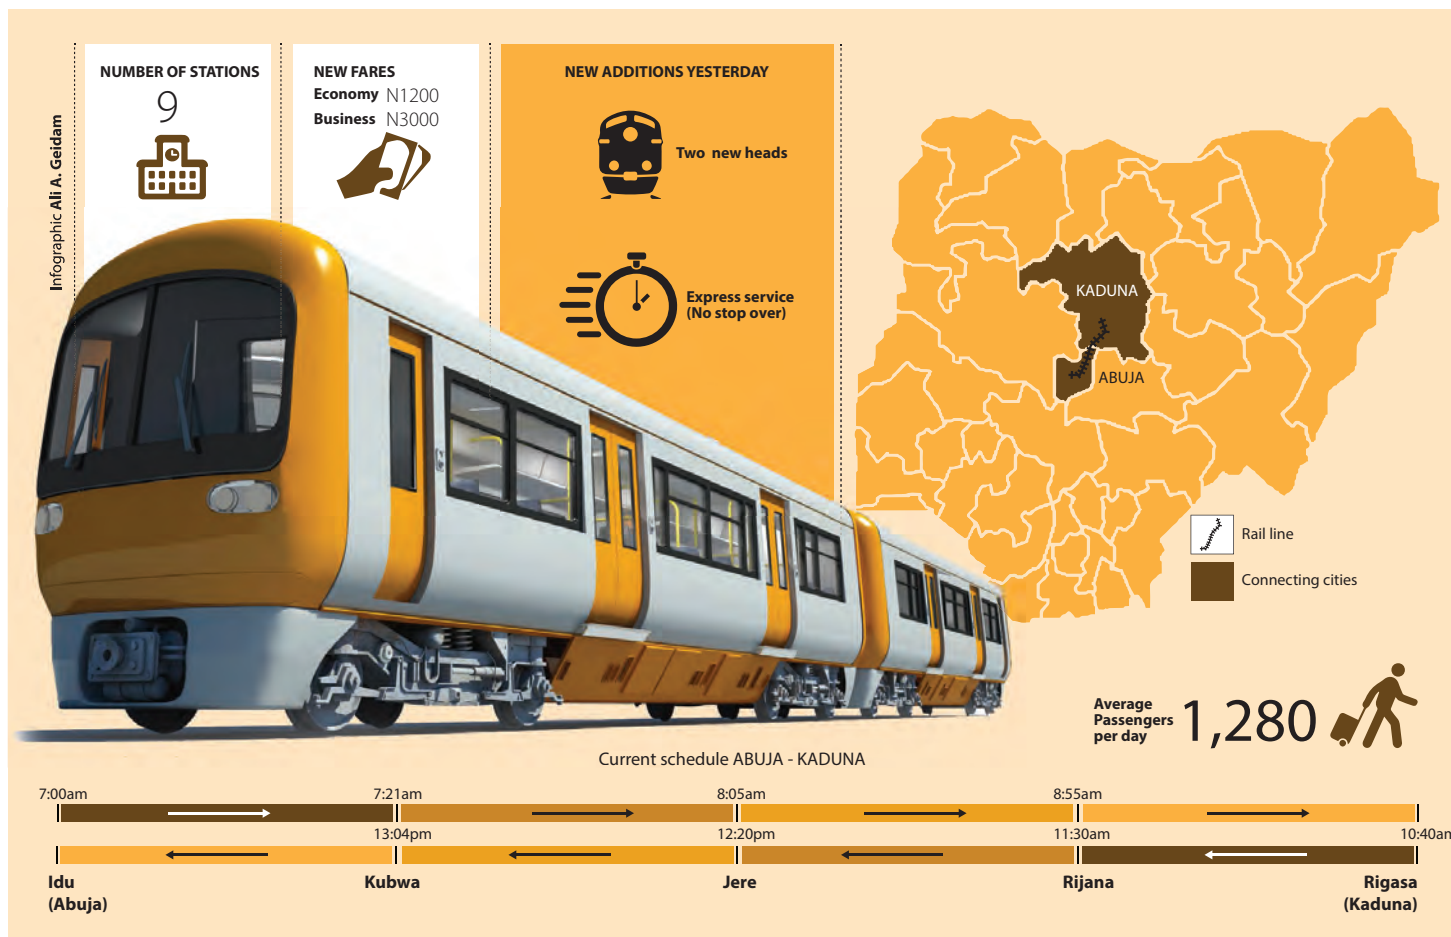 NUMBER OF STATIONS
9
NEW FARES
Economy N1200
Business N3000
NEW ADDITIONS YESTERDAY
Two new heads
Express service
(No stop over)
Infographic Ali A. Geidam
KADUNA
ABUJA
Rail line
Connecting cities
Average
Passengers
per day
1,280
Current schedule ABUJA - KADUNA
7:00am 7:21am 8:05am 8:55am
13:04pm 12:20pm 11:30am 10:40am
Idu
(Abuja)
Kubwa
Jere
Rijana
Rigasa
(Kaduna)